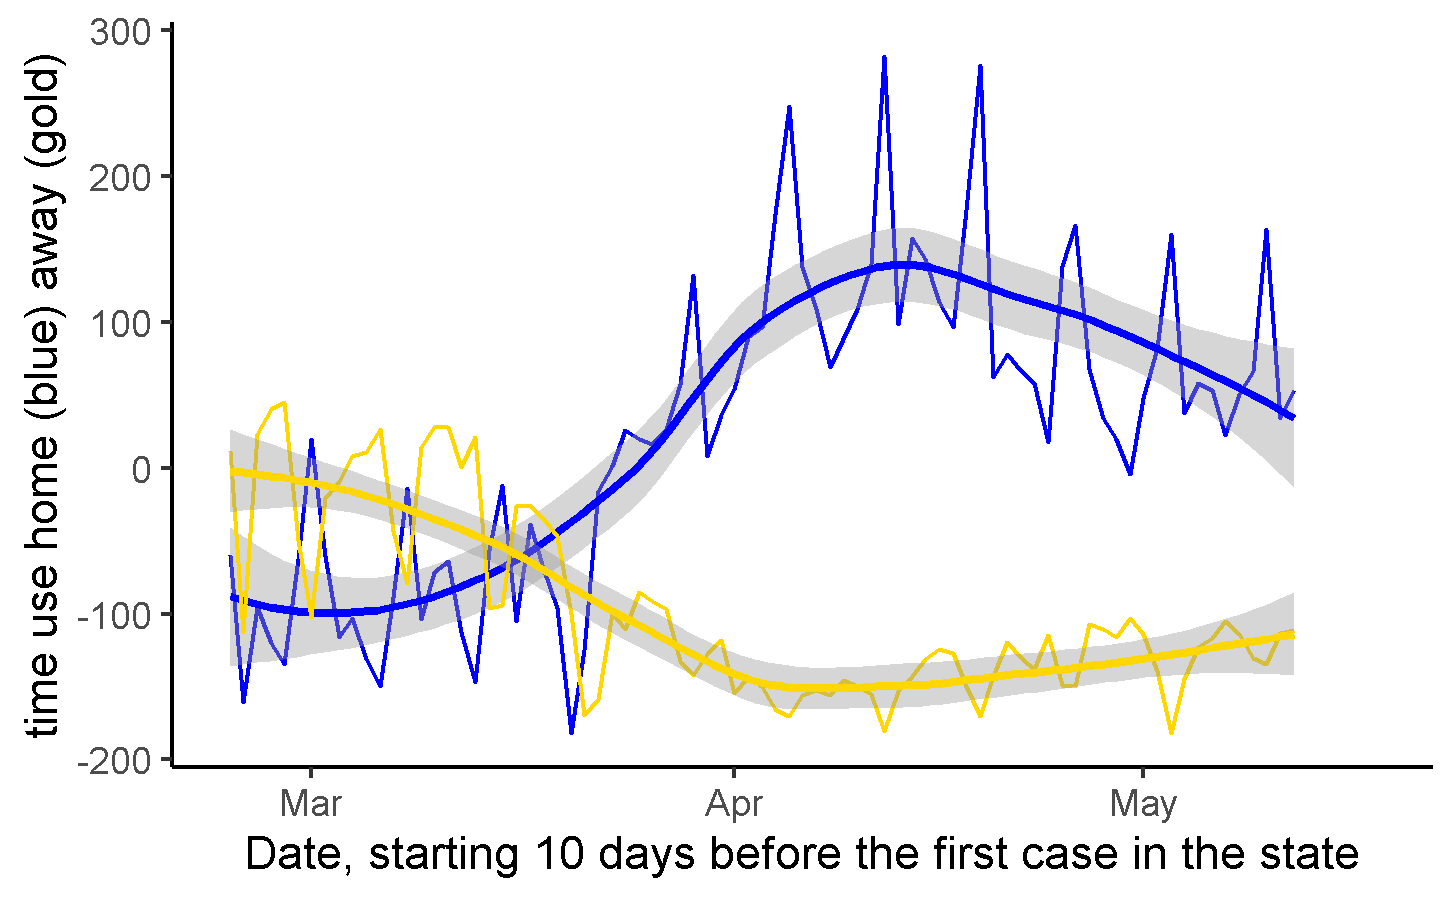 time use home (blue) away (gold)
300
200
100
0
-100
-200
Mar Apr May
Date, starting 10 days before the first case in the state